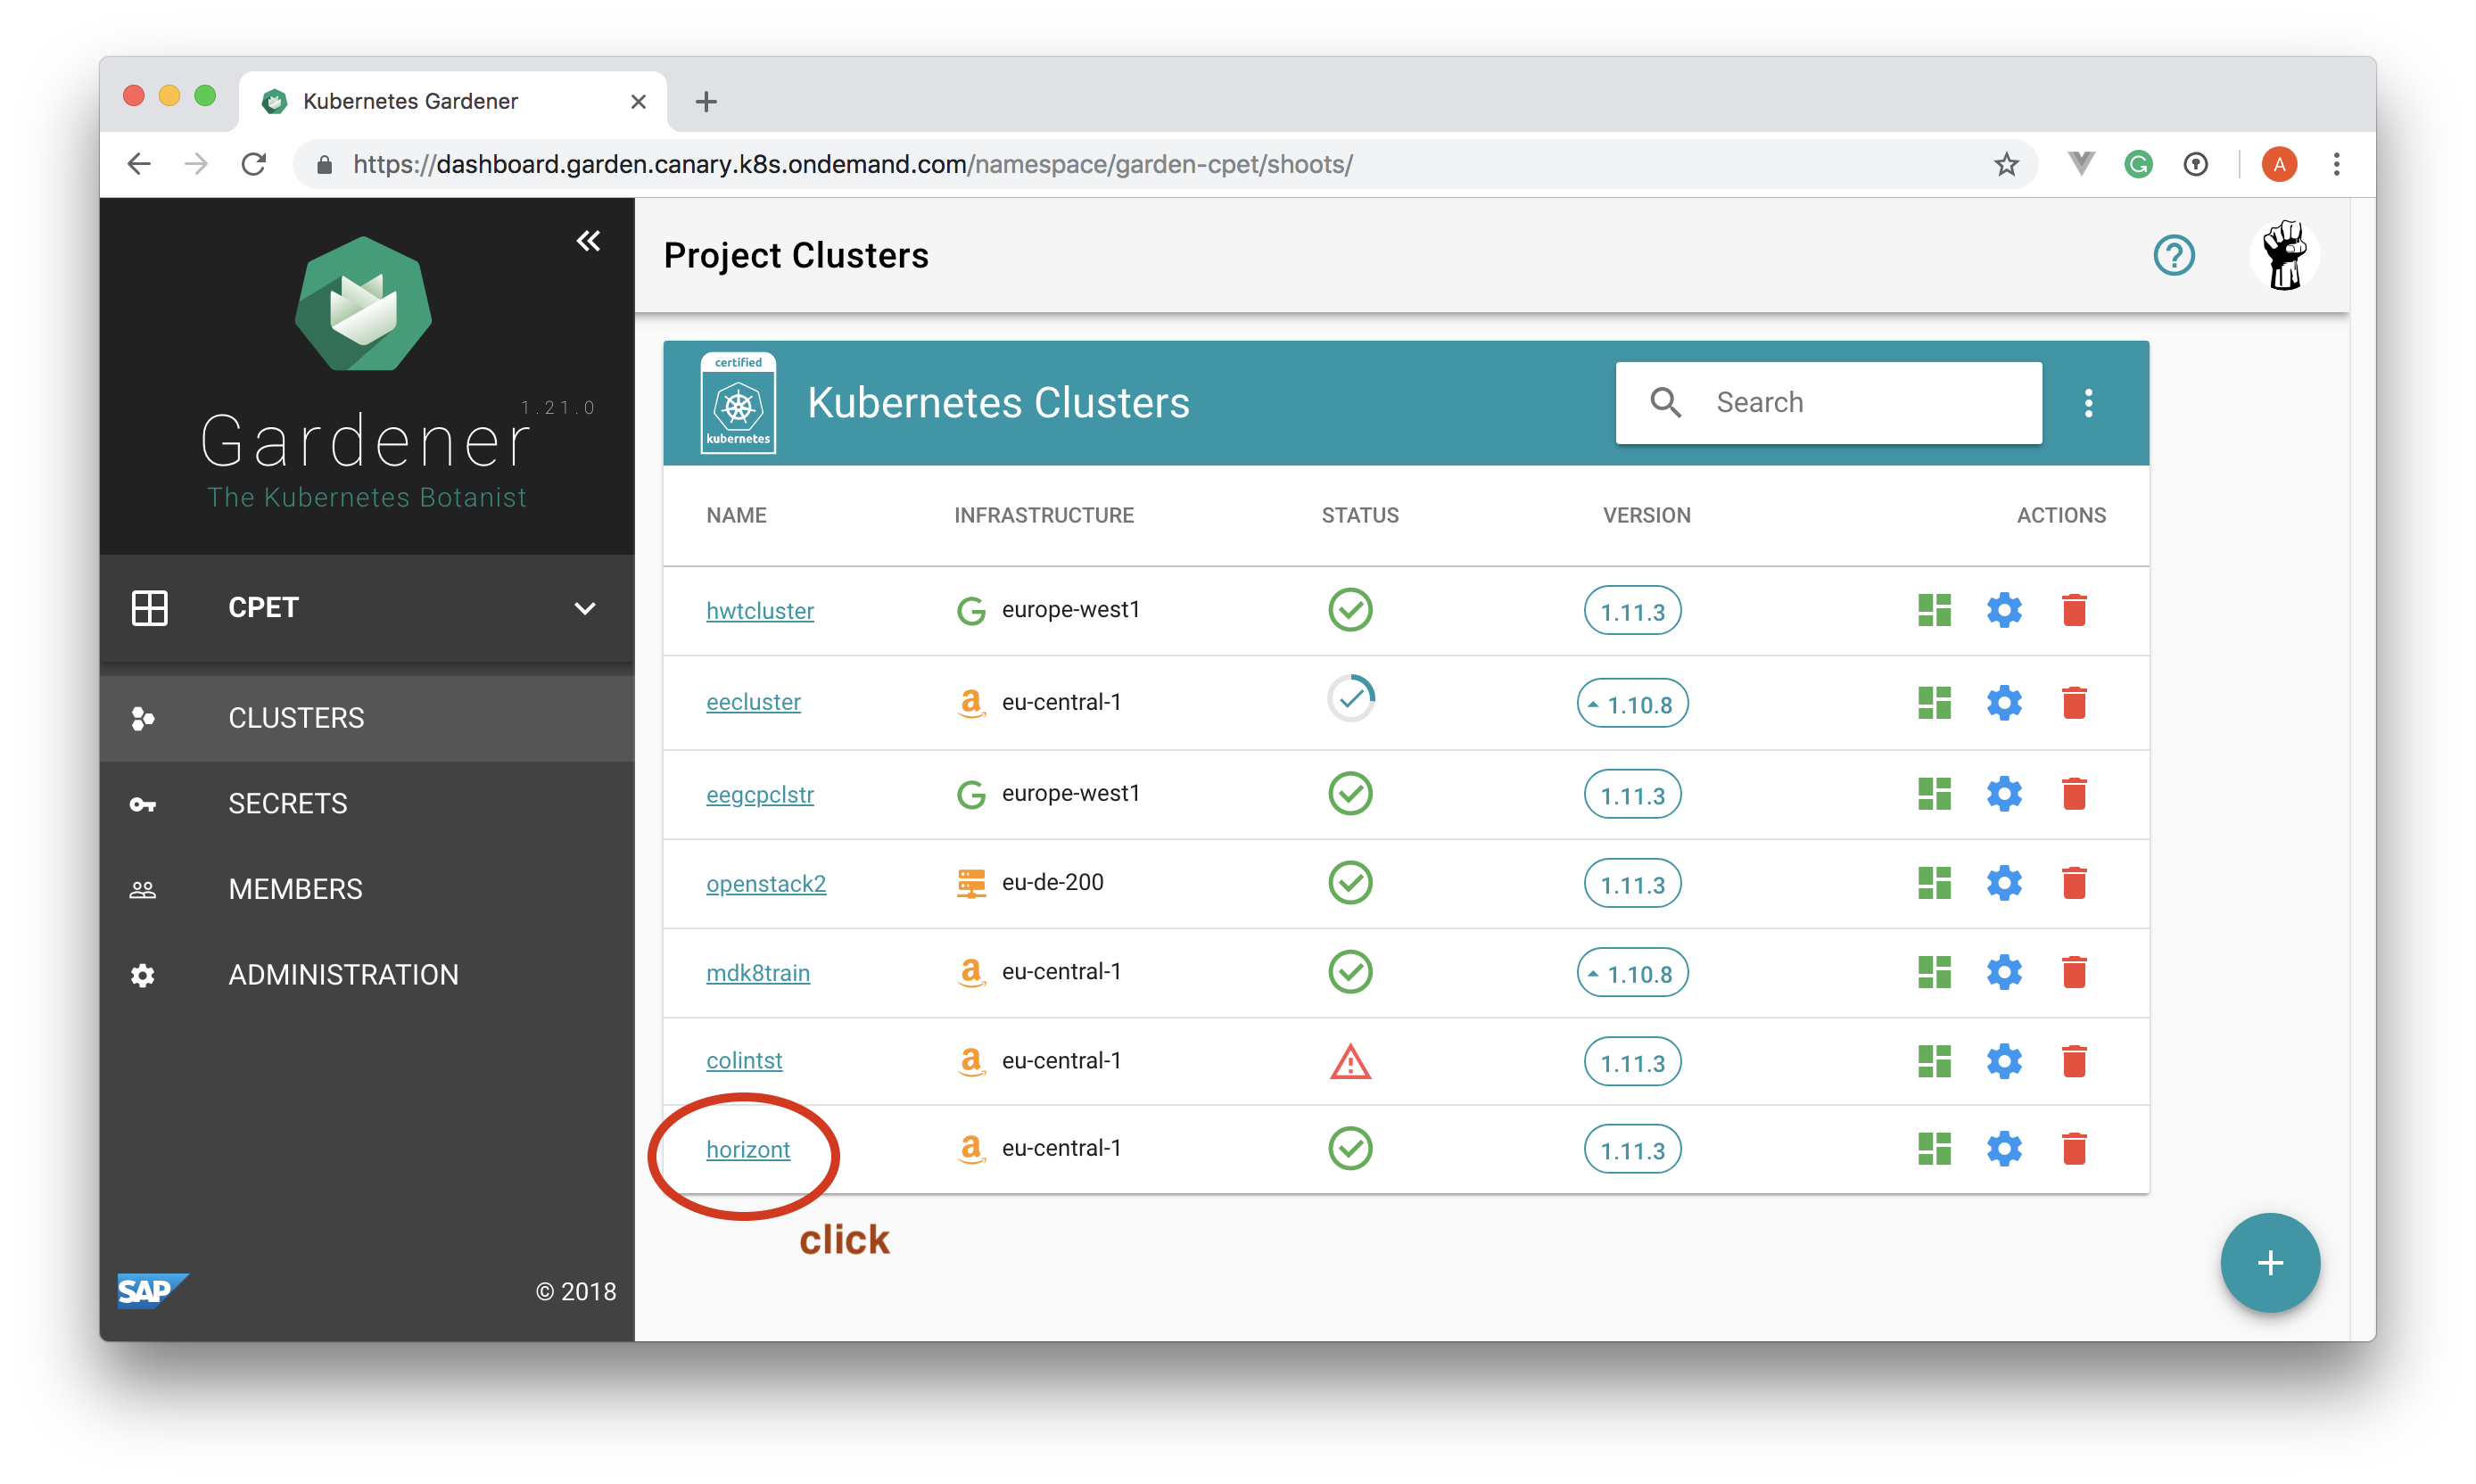 Kubernetes Gardener
https://dashboard.garden.canary.k8s.ondemand.com/namespace/garden-cpet/shoots/
A
Project Clusters
?
1.21.0
Gardener
The Kubernetes Botanist
CPET
CLUSTERS
SECRETS
MEMBERS
ADMINISTRATION
SAP
© 2018
certified
kubernetes
Kubernetes Clusters
Search
NAME INFRASTRUCTURE STATUS VERSION ACTIONS
hwtcluster europe-west1 1.11.3
eecluster eu-central-1 1.10.8
eegcpclstr europe-west1 1.11.3
openstack2 eu-de-200 1.11.3
mdk8train eu-central-1 1.10.8
colintst eu-central-1 1.11.3
horizont eu-central-1 1.11.3
click